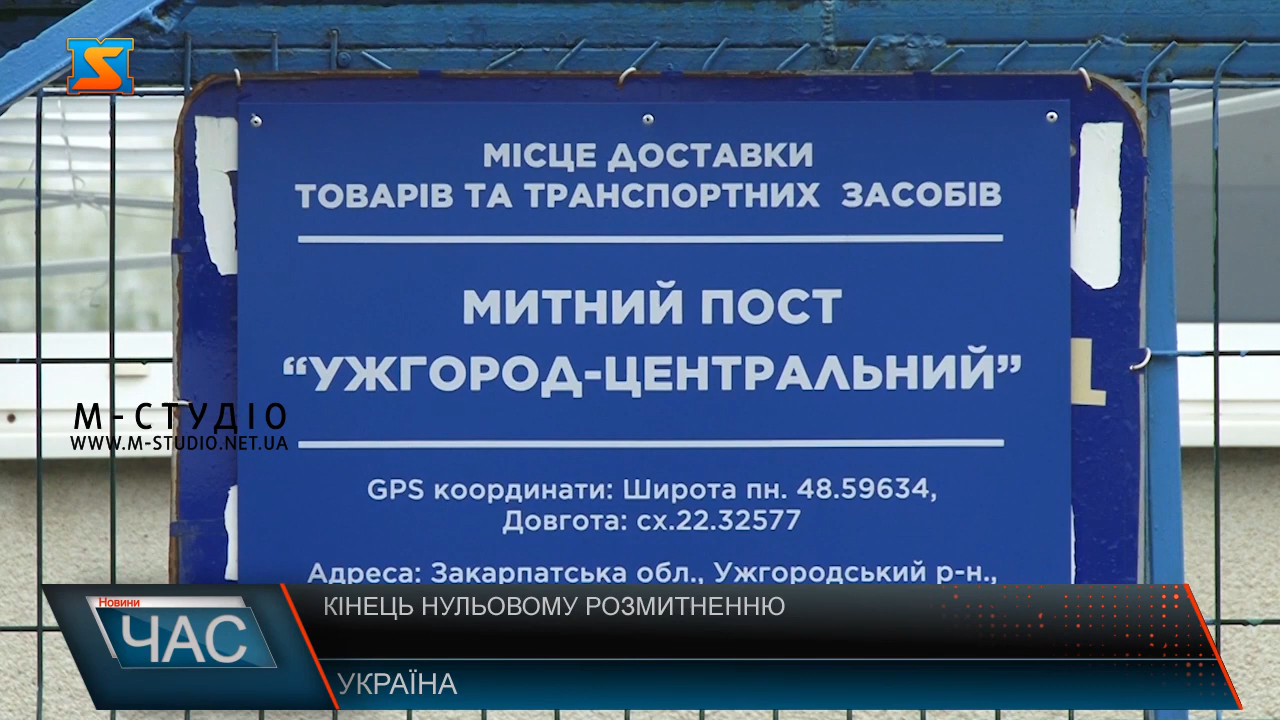 МІСЦЕ ДОСТАВКИ
ТОВАРІВ ТА ТРАНСПОРТНИХ ЗАСОБІВ
МИТНИЙ ПОСТ
“УЖГОРОД-ЦЕНТРАЛЬНИЙ”
М-СТУДІО
WWW.M-STUDIO.NET.UA
GPS координати: Широта пн. 48.59634,
Довгота: сх.22.32577
Адреса: Закарпатська обл., Ужгородський р-н.,
Новини
ЧАС
КІНЕЦЬ НУЛЬОВОМУ РОЗМИТНЕННЮ
УКРАЇНА